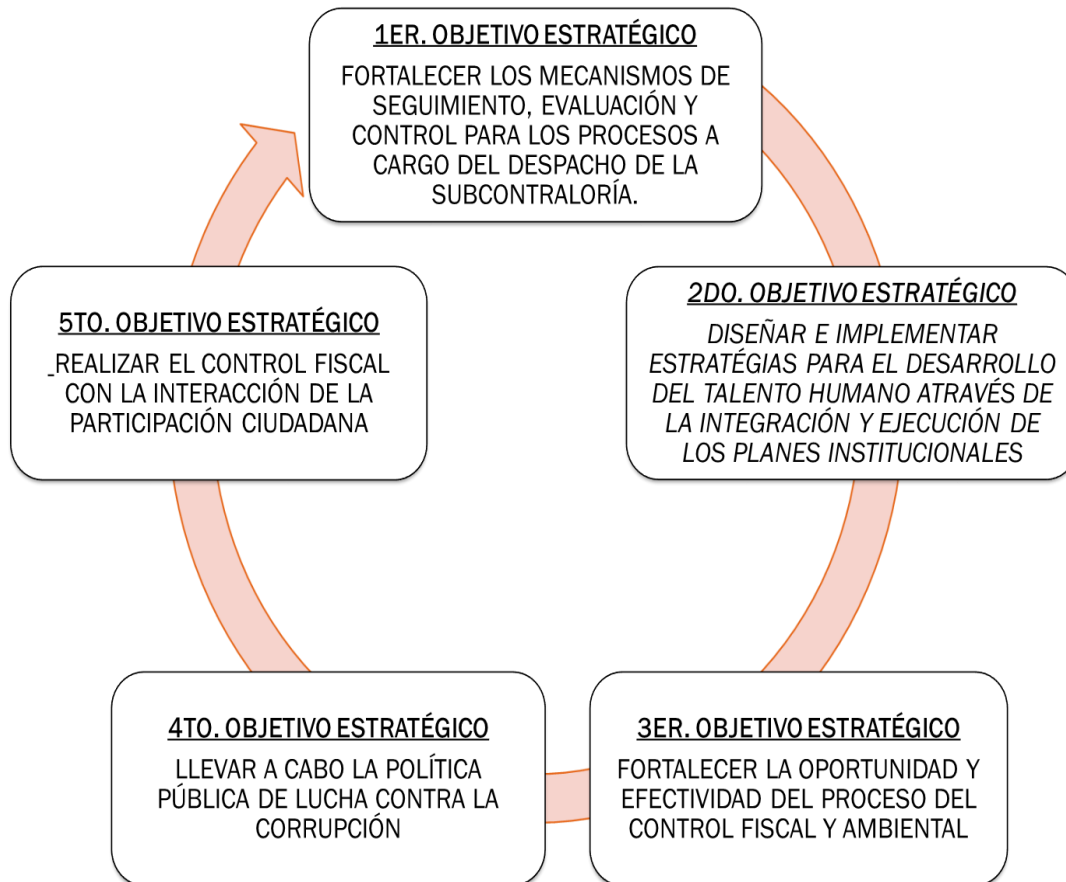 1ER. OBJETIVO ESTRATÉGICO
FORTALECER LOS MECANISMOS DE
SEGUIMIENTO, EVALUACIÓN Y
CONTROL PARA LOS PROCESOS A
CARGO DEL DESPACHO DE LA
SUBCONTRALORÍA.
2DO. OBJETIVO ESTRATÉGICO
DISEÑAR E IMPLEMENTAR
ESTRATÉGIAS PARA EL DESARROLLO
DEL TALENTO HUMANO ATRAVÉS DE
LA INTEGRACIÓN Y EJECUCIÓN DE
LOS PLANES INSTITUCIONALES
3ER. OBJETIVO ESTRATÉGICO
FORTALECER LA OPORTUNIDAD Y
EFECTIVIDAD DEL PROCESO DEL
CONTROL FISCAL Y AMBIENTAL
4TO. OBJETIVO ESTRATÉGICO
LLEVAR A CABO LA POLÍTICA
PÚBLICA DE LUCHA CONTRA LA
CORRUPCIÓN
5TO. OBJETIVO ESTRATÉGICO
_REALIZAR EL CONTROL FISCAL
CON LA INTERACCIÓN DE LA
PARTICIPACIÓN CIUDADANA